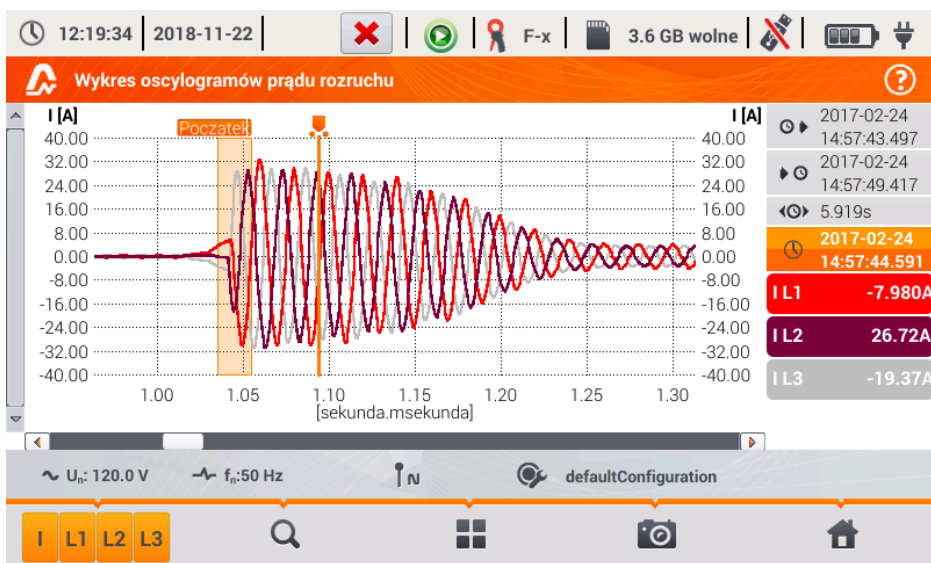 12:19:34 2018-11-22 F-x 3.6 GB wolne
Wykres oscylogramów prądu rozruchu ?
I [A] I [A]
Początek
40.00 40.00
32.00 32.00
24.00 24.00
16.00 16.00
8.00 8.00
0.00 0.00
-8.00 -8.00
-16.00 -16.00
-24.00 -24.00
-32.00 -32.00
-40.00 -40.00
1.00 1.05 1.10 1.15 1.20 1.25 1.30
[sekunda.msekunda]
2017-02-24
14:57:43.497
2017-02-24
14:57:49.417
5.919s
2017-02-24
14:57:44.591
I L1 -7.980A
I L2 26.72A
I L3 -19.37A
Un: 120.0 V fn:50 Hz N defaultConfiguration
I L1 L2 L3